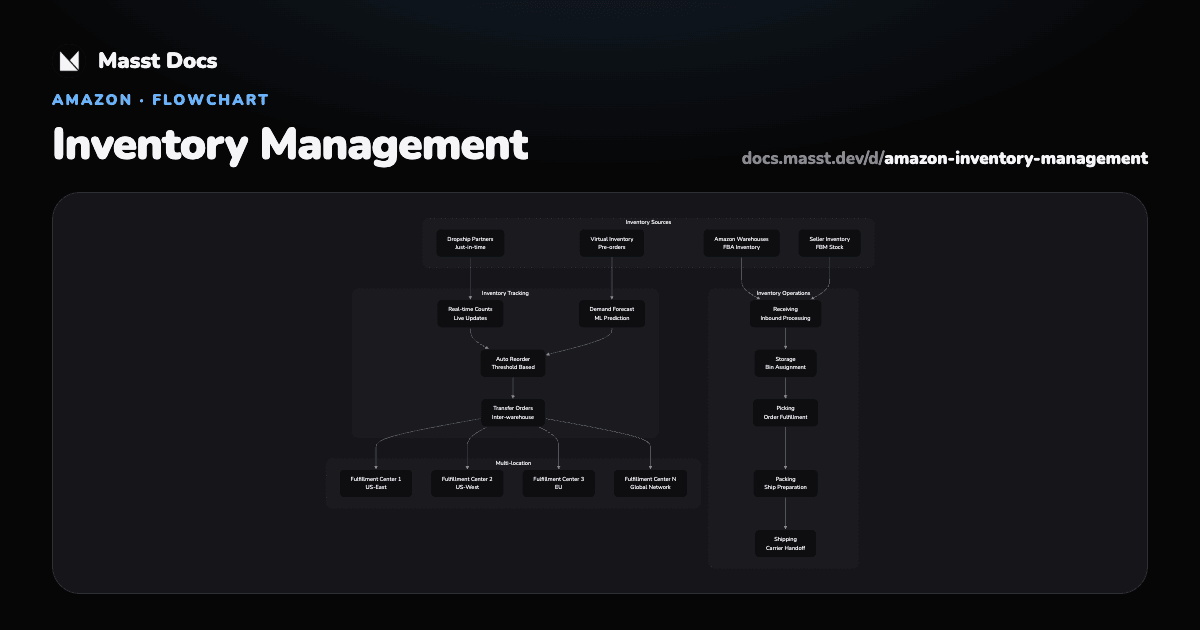 Masst Docs
AMAZON · FLOWCHART
Inventory Management
docs.masst.dev/d/amazon-inventory-management
Inventory Sources
Dropship Partners
Just-in-time
Virtual Inventory
Pre-orders
Amazon Warehouses
FBA Inventory
Seller Inventory
FBM Stock
Inventory Tracking
Real-time Counts
Live Updates
Demand Forecast
ML Prediction
Auto Reorder
Threshold Based
Transfer Orders
Inter-warehouse
Multi-location
Fulfillment Center 1
US-East
Fulfillment Center 2
US-West
Fulfillment Center 3
EU
Fulfillment Center N
Global Network
Inventory Operations
Receiving
Inbound Processing
Storage
Bin Assignment
Picking
Order Fulfillment
Packing
Ship Preparation
Shipping
Carrier Handoff